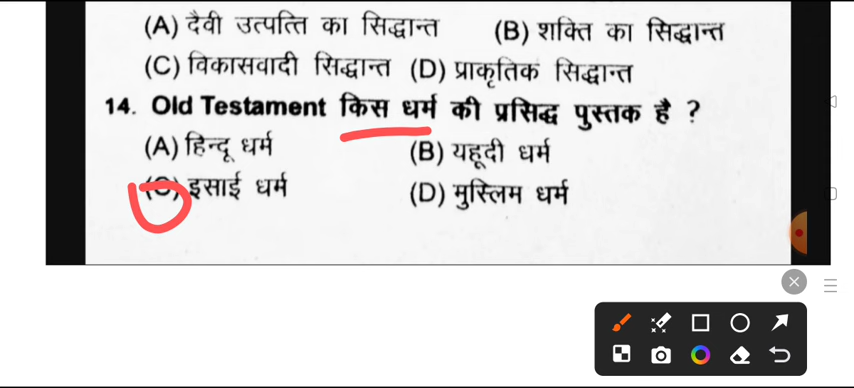 (A) दैवी उत्पत्ति का सिद्धान्त (B) शक्ति का सिद्धान्त
(C) विकासवादी सिद्धान्त (D) प्राकृतिक सिद्धान्त
14. Old Testament किस धर्म की प्रसिद्ध पुस्तक है ?
(A) हिन्दू धर्म (B) यहूदी धर्म
(C) इसाई धर्म (D) मुस्लिम धर्म